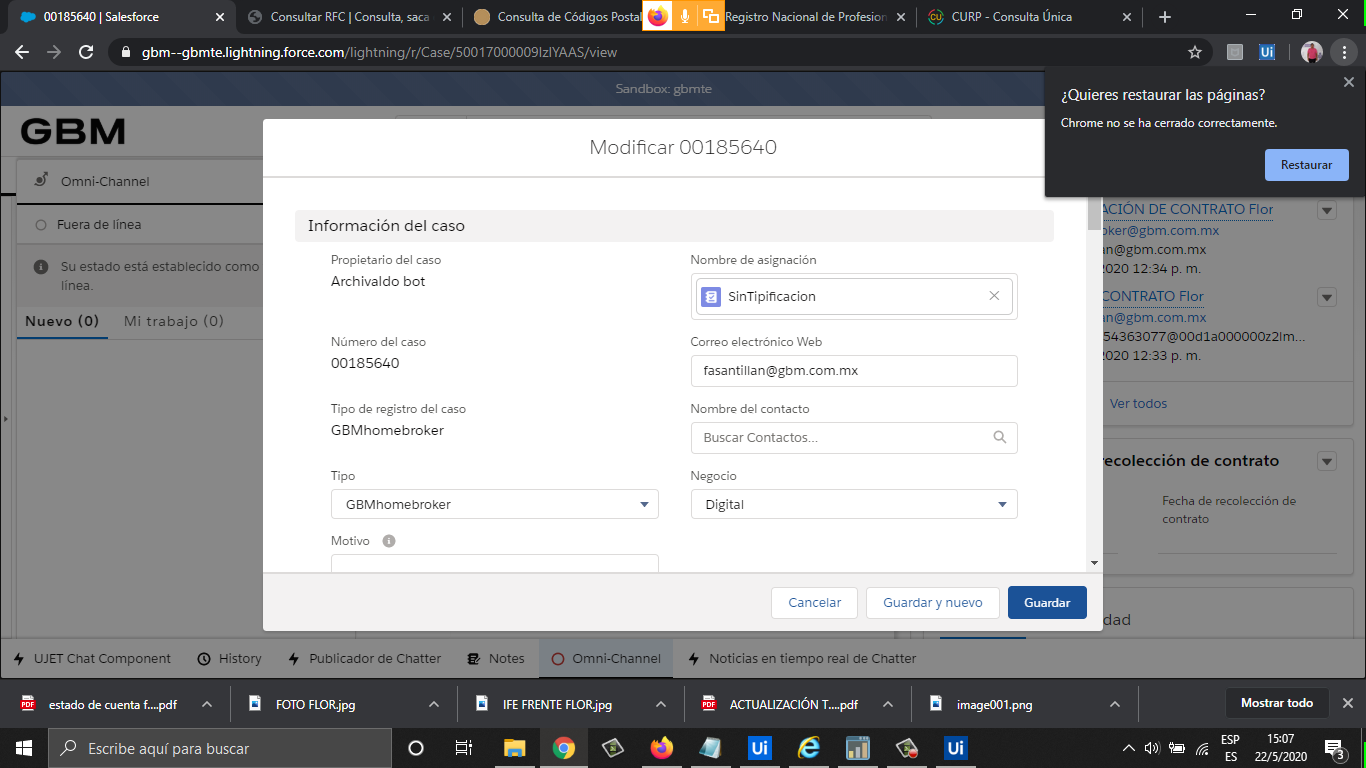 00185640 | Salesforce
Consultar RFC | Consulta, saca
Consulta de Códigos Postal
Registro Nacional de Profesion
CURP - Consulta Única
gbm--gbmte.lightning.force.com/lightning/r/Case/50017000009IzIYAAS/view
Sandbox: gbmte
¿Quieres restaurar las páginas?
Chrome no se ha cerrado correctamente.
Restaurar
GBM
Modificar 00185640
Omni-Channel
Fuera de línea
Su estado está establecido como
línea.
Nuevo (0)
Mi trabajo (0)
Información del caso
Propietario del caso
Archivaldo bot
Nombre de asignación
SinTipificacion
Número del caso
00185640
Correo electrónico Web
fasantillan@gbm.com.mx
Tipo de registro del caso
GBMhomebroker
Nombre del contacto
Buscar Contactos...
Tipo
GBMhomebroker
Negocio
Digital
Motivo
Cancelar
Guardar y nuevo
Guardar
ACIÓN DE CONTRATO Flor
oker@gbm.com.mx
an@gbm.com.mx
2020 12:34 p. m.
CONTRATO Flor
an@gbm.com.mx
54363077@00d1a000000z2lm...
2020 12:33 p. m.
Ver todos
recolección de contrato
Fecha de recolección de
contrato
dad
UJET Chat Component
History
Publicador de Chatter
Notes
Omni-Channel
Noticias en tiempo real de Chatter
estado de cuenta f....pdf
FOTO FLOR.jpg
IFE FRENTE FLOR.jpg
ACTUALIZACIÓN T....pdf
image001.png
Mostrar todo
Escribe aquí para buscar
ESP
ES
15:07
22/5/2020
3